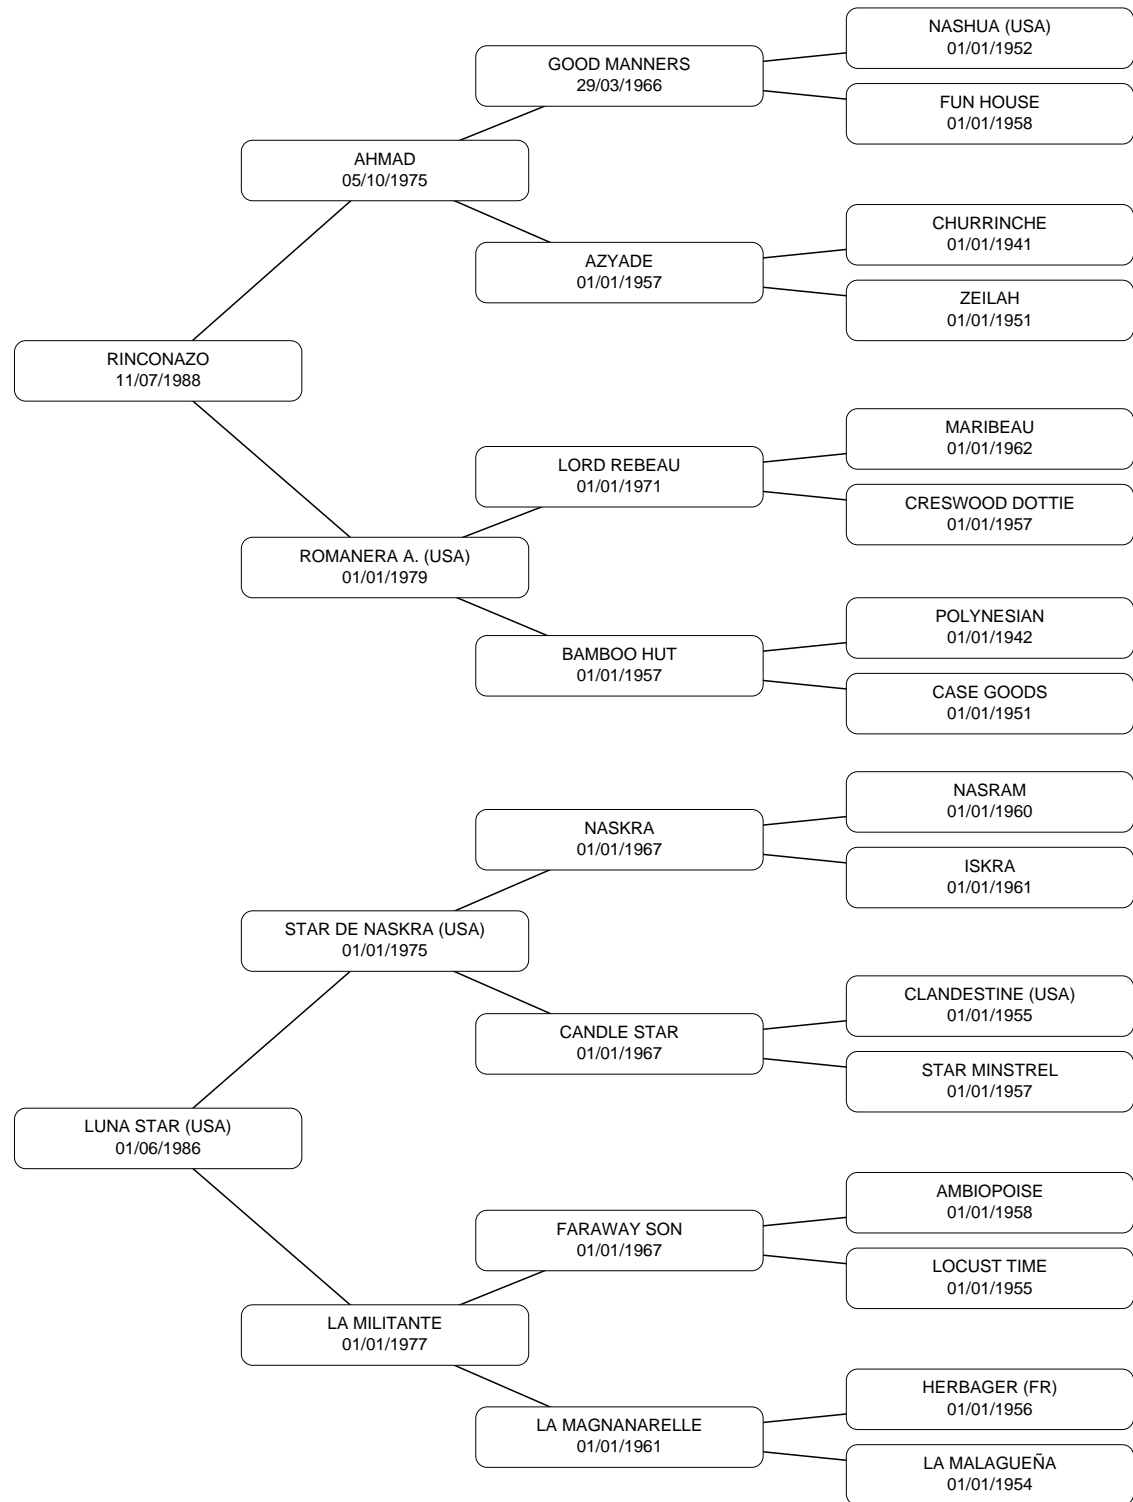 NASHUA (USA)
01/01/1952
GOOD MANNERS
29/03/1966
FUN HOUSE
01/01/1958
AHMAD
05/10/1975
CHURRINCHE
01/01/1941
AZYADE
01/01/1957
ZEILAH
01/01/1951
RINCONAZO
11/07/1988
MARIBEAU
01/01/1962
LORD REBEAU
01/01/1971
CRESWOOD DOTTIE
01/01/1957
ROMANERA A. (USA)
01/01/1979
POLYNESIAN
01/01/1942
BAMBOO HUT
01/01/1957
CASE GOODS
01/01/1951
NASRAM
01/01/1960
NASKRA
01/01/1967
ISKRA
01/01/1961
STAR DE NASKRA (USA)
01/01/1975
CLANDESTINE (USA)
01/01/1955
CANDLE STAR
01/01/1967
STAR MINSTREL
01/01/1957
LUNA STAR (USA)
01/06/1986
AMBIOPOISE
01/01/1958
FARAWAY SON
01/01/1967
LOCUST TIME
01/01/1955
LA MILITANTE
01/01/1977
HERBAGER (FR)
01/01/1956
LA MAGNANARELLE
01/01/1961
LA MALAGUEÑA
01/01/1954